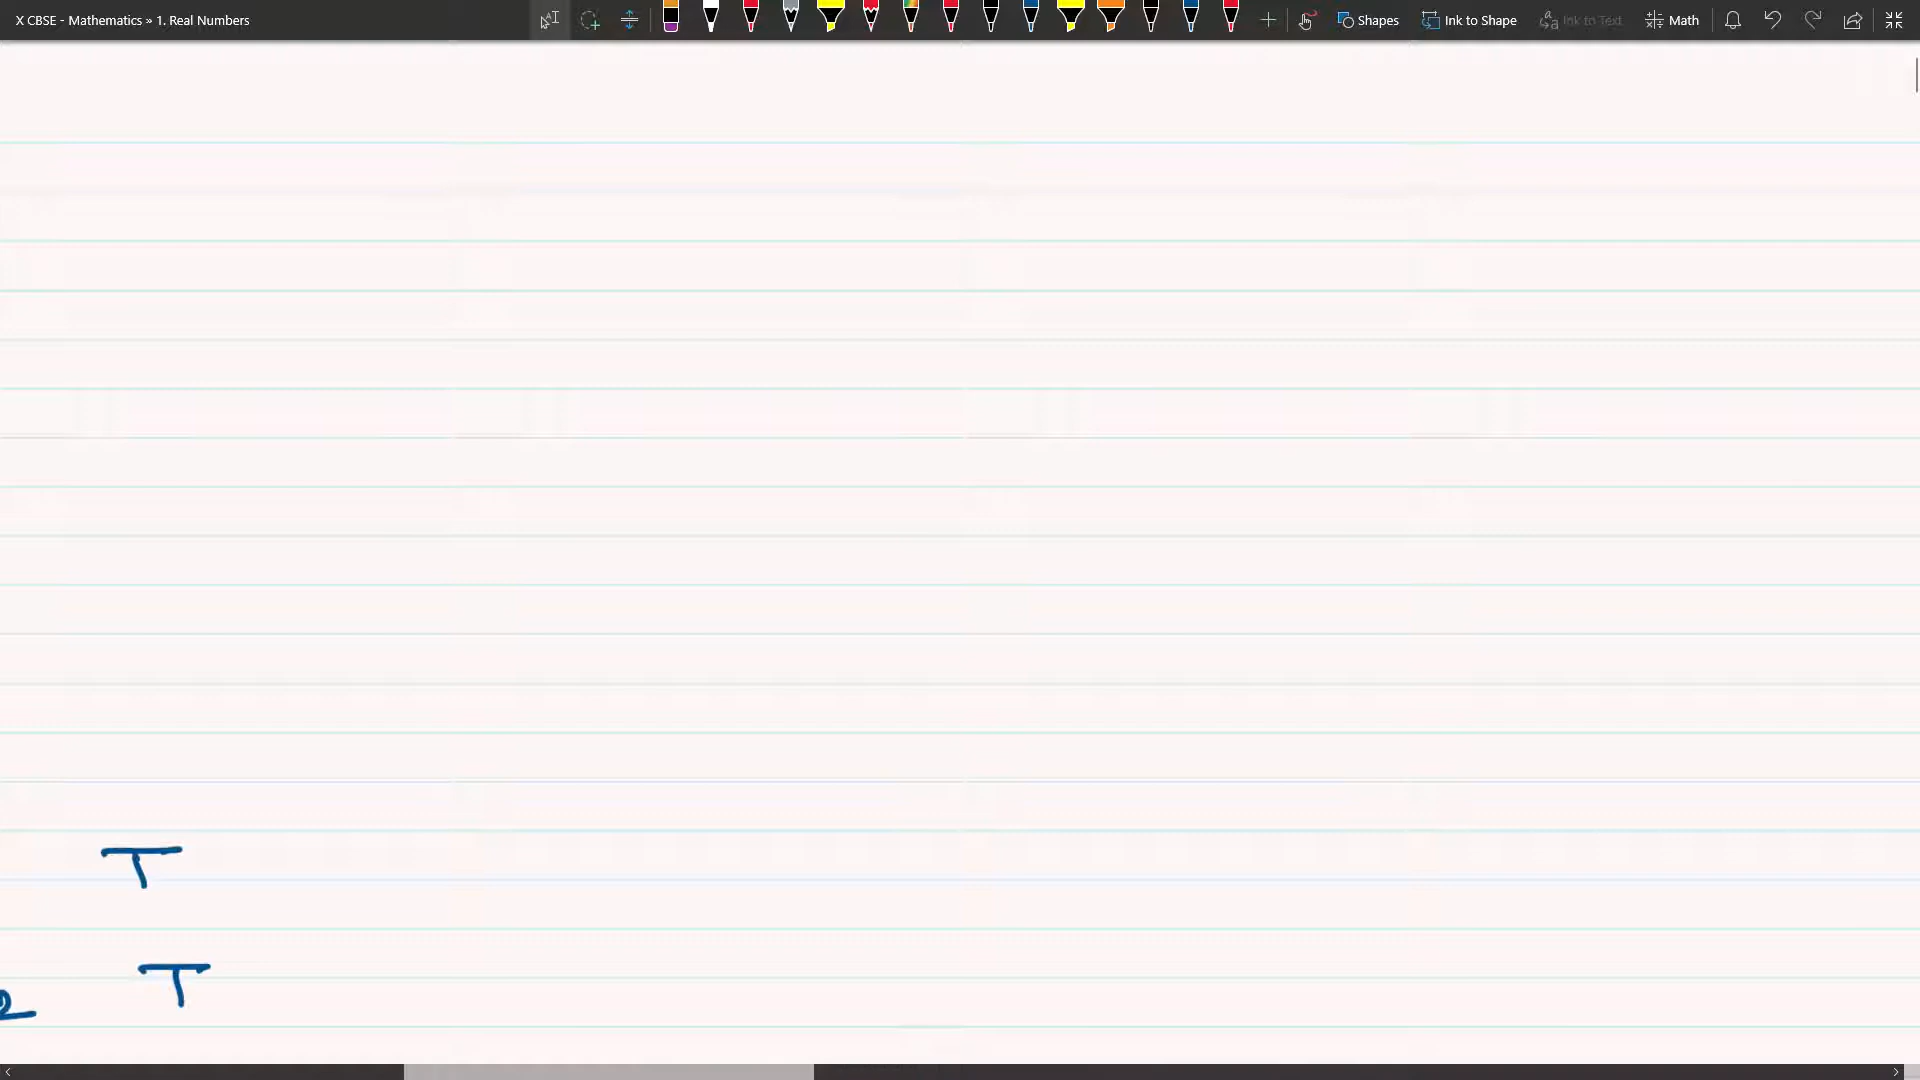 X CBSE - Mathematics » 1. Real Numbers
Shapes
Ink to Shape
Ink to Text
Math
T
T